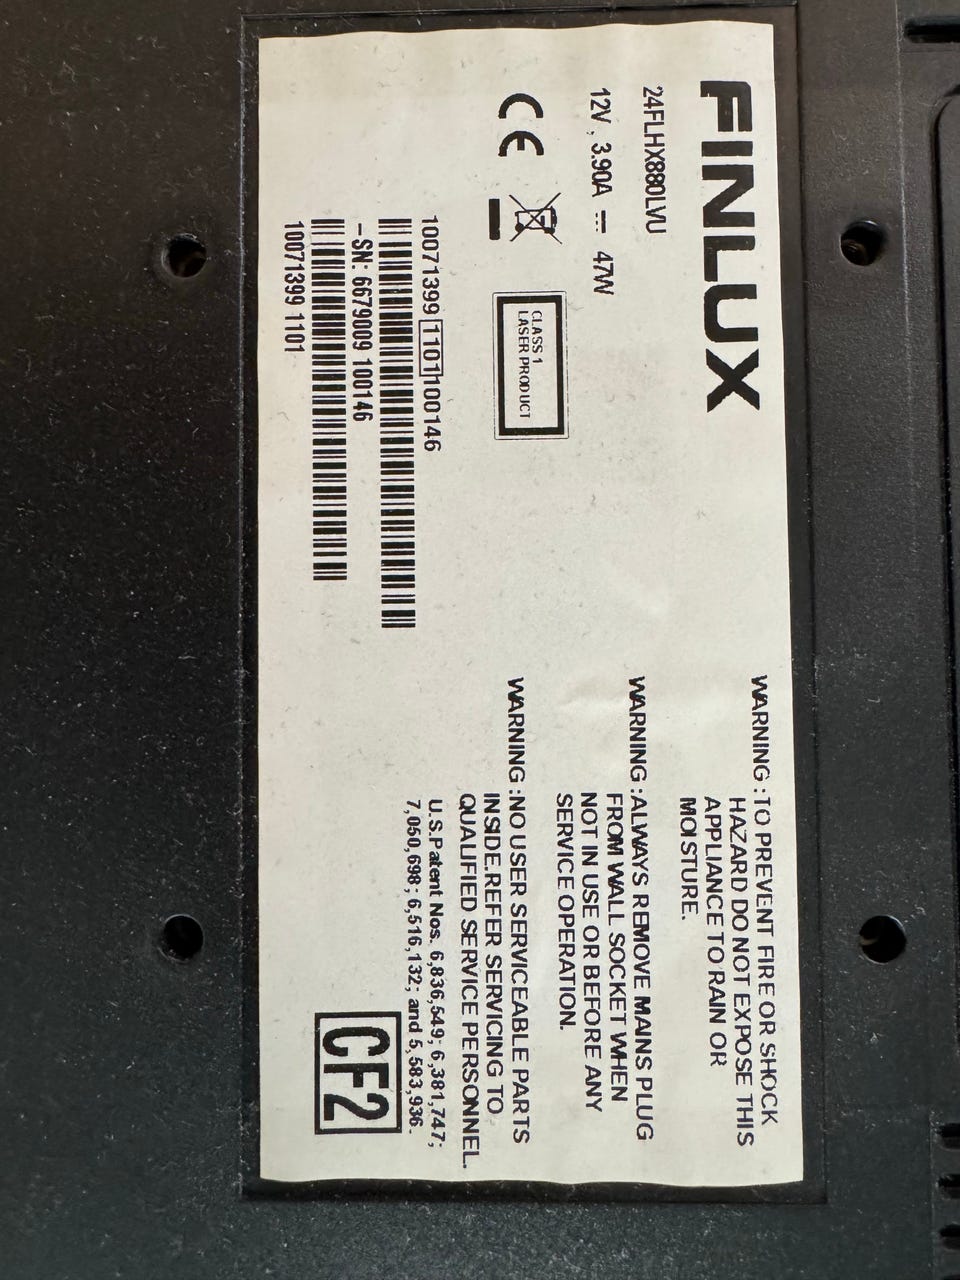 FINLUX
24FLHX880LVU
12V , 3.90A ⎓ 47W
CE
CLASS 1
LASER PRODUCT
10071399 1101 100146
-SN: 6679009 100146
10071399 1101
WARNING :TO PREVENT FIRE OR SHOCK
HAZARD DO NOT EXPOSE THIS
APPLIANCE TO RAIN OR
MOISTURE.
WARNING :ALWAYS REMOVE MAINS PLUG
FROM WALL SOCKET WHEN
NOT IN USE OR BEFORE ANY
SERVICE OPERATION.
WARNING :NO USER SERVICEABLE PARTS
INSIDE.REFER SERVICING TO
QUALIFIED SERVICE PERSONNEL.
U.S.Patent Nos. 6,836,549; 6,381,747;
7,050,698; 6,516,132; and 5,583,936.
CF2